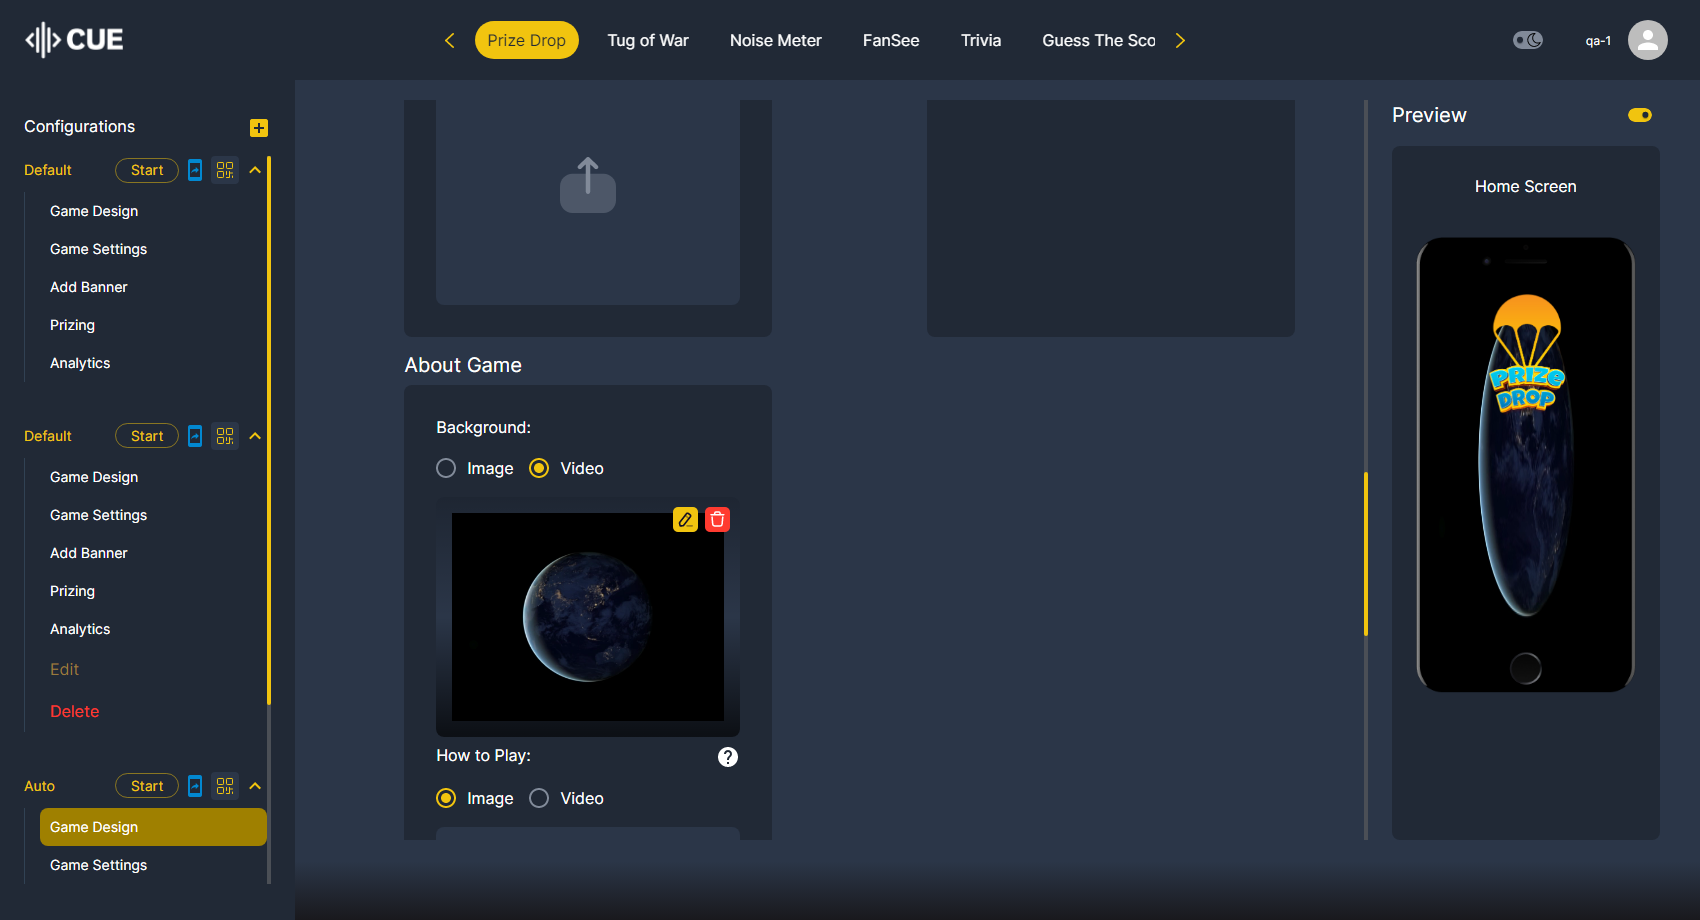 CUE
Prize Drop
Tug of War
Noise Meter
FanSee
Trivia
Guess The Sco
qa-1
Configurations
Default
Start
Game Design
Game Settings
Add Banner
Prizing
Analytics
Default
Start
Game Design
Game Settings
Add Banner
Prizing
Analytics
Edit
Delete
Auto
Start
Game Design
Game Settings
About Game
Background:
Image
Video
How to Play:
?
Image
Video
Preview
Home Screen
PRIZE
DROP